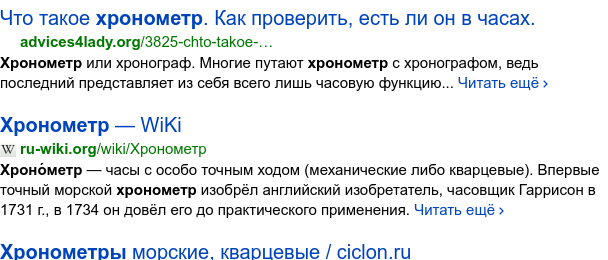 Что такое хронометр. Как проверить, есть ли он в часах.
advices4lady.org/3825-chto-takoe-…
Хронометр или хронограф. Многие путают хронометр с хронографом, ведь
последний представляет из себя всего лишь часовую функцию... Читать ещё ›
Хронометр — WiKi
W ru-wiki.org/wiki/Хронометр
Хроно́метр — часы с особо точным ходом (механические либо кварцевые). Впервые
точный морской хронометр изобрёл английский изобретатель, часовщик Гаррисон в
1731 г., в 1734 он довёл его до практического применения. Читать ещё ›
Хронометры морские, кварцевые / ciclon.ru